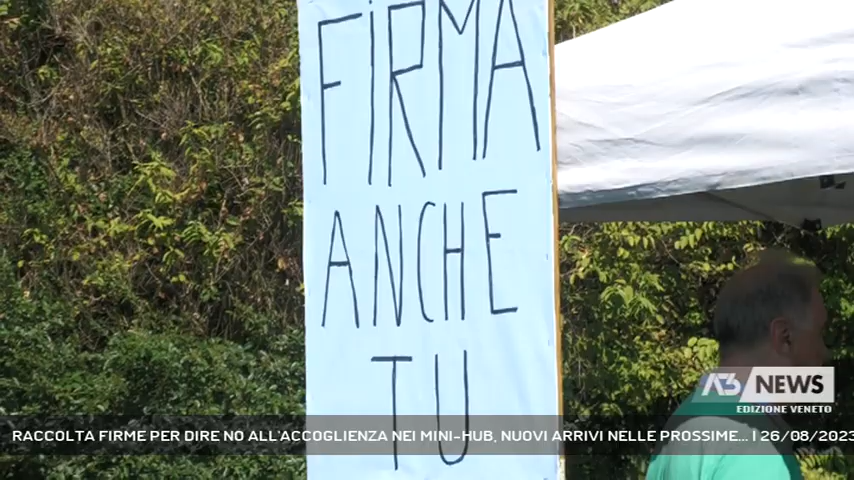 FIRMA
ANCHE
TU
A3 NEWS
EDIZIONE VENETO
RACCOLTA FIRME PER DIRE NO ALL'ACCOGLIENZA NEI MINI-HUB, NUOVI ARRIVI NELLE PROSSIME... | 26/08/2023